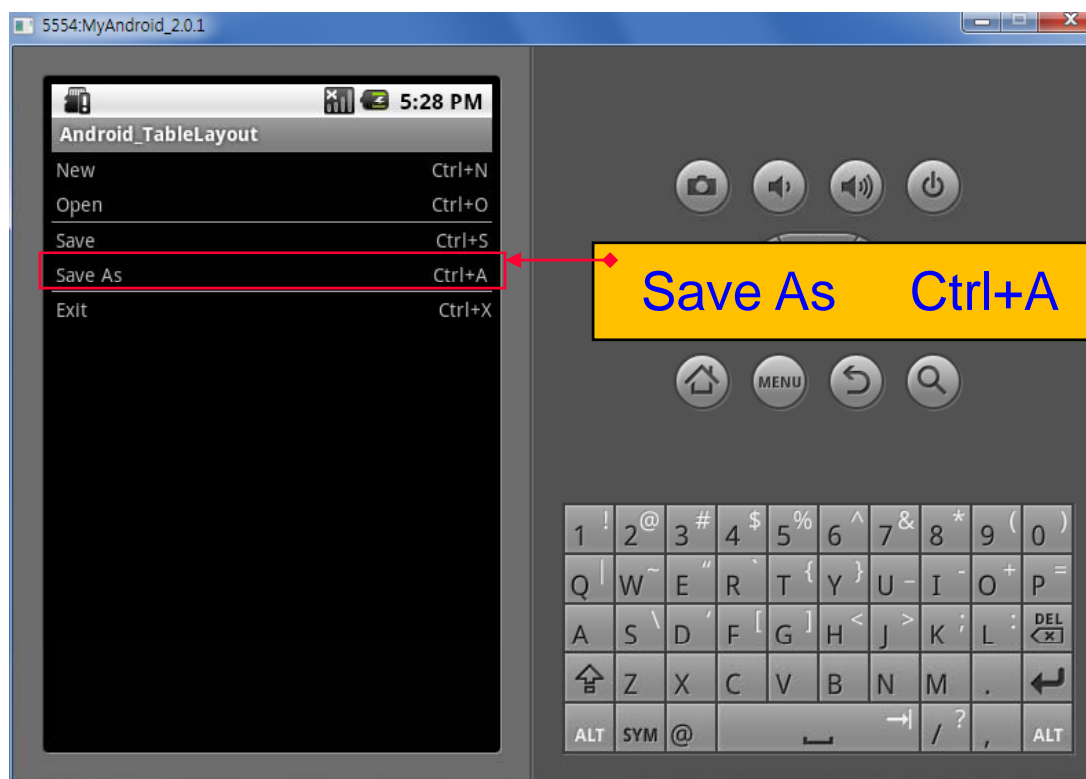 5554:MyAndroid_2.0.1
5:28 PM
Android_TableLayout
New Ctrl+N
Open Ctrl+O
Save Ctrl+S
Save As Ctrl+A
Exit Ctrl+X
Save As Ctrl+A
MENU
1 ! 2 @ 3 # 4 $ 5 % 6 ^ 7 & 8 * 9 ( 0 )
Q | W ~ E " R ` T { Y } U - I - O + P =
A S \ D ' F [ G ] H < J > K ; L : DEL
Z X C V B N M .
ALT SYM @ / ? , ALT